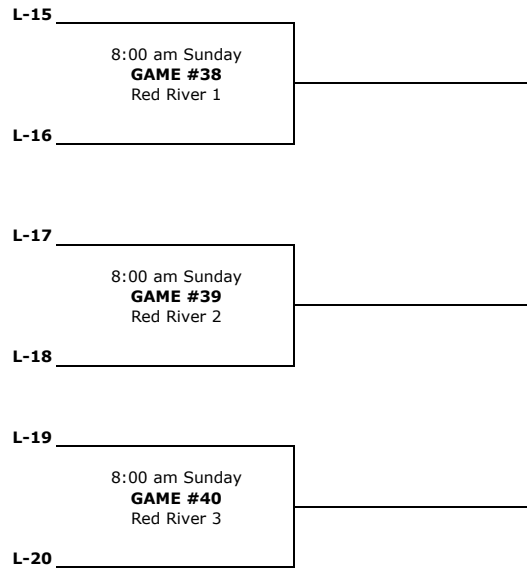 L-15
8:00 am Sunday
GAME #38
Red River 1
L-16
L-17
8:00 am Sunday
GAME #39
Red River 2
L-18
L-19
8:00 am Sunday
GAME #40
Red River 3
L-20